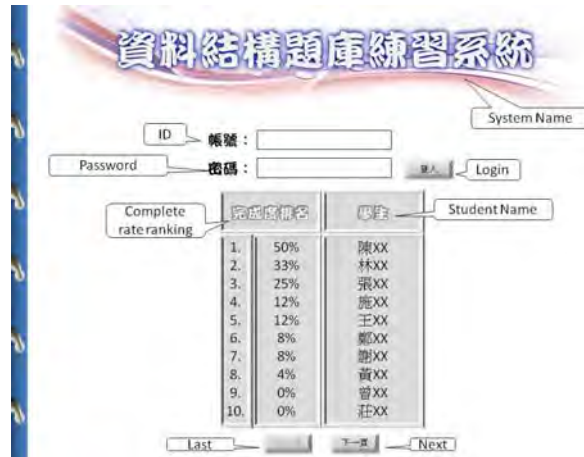 資料結構題庫練習系統
System Name
ID 帳號：
Password 密碼： 登入 Login
Complete rate ranking 完成度排名 學生 Student Name
1. 50% 陳XX
2. 33% 林XX
3. 25% 張XX
4. 12% 施XX
5. 12% 王XX
6. 8% 鄭XX
7. 8% 謝XX
8. 4% 黃XX
9. 0% 曾XX
10. 0% 莊XX
Last 下一頁 Next